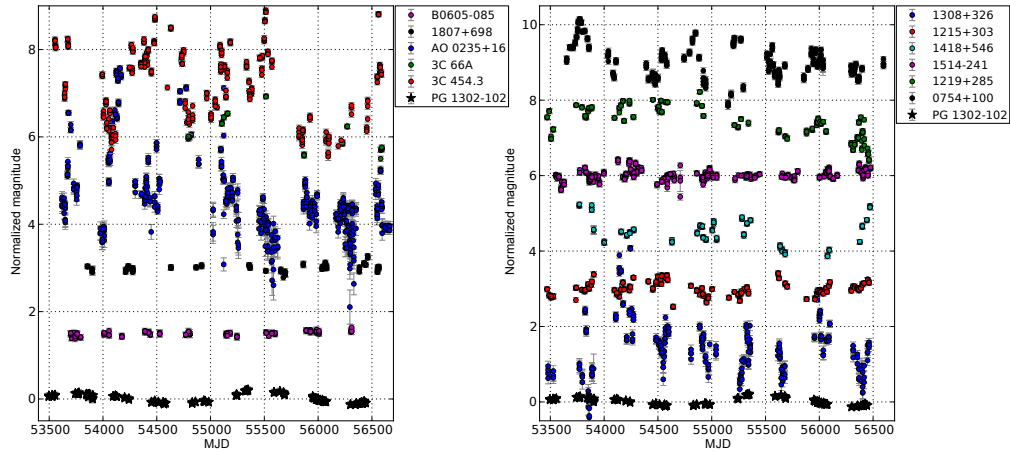 8
6
4
2
0
53500 54000 54500 55000 55500 56000 56500
MJD
Normalized magnitude
B0605-085
1807+698
AO 0235+16
3C 66A
3C 454.3
PG 1302-102
10
8
6
4
2
0
53500 54000 54500 55000 55500 56000 56500
MJD
Normalized magnitude
1308+326
1215+303
1418+546
1514-241
1219+285
0754+100
PG 1302-102